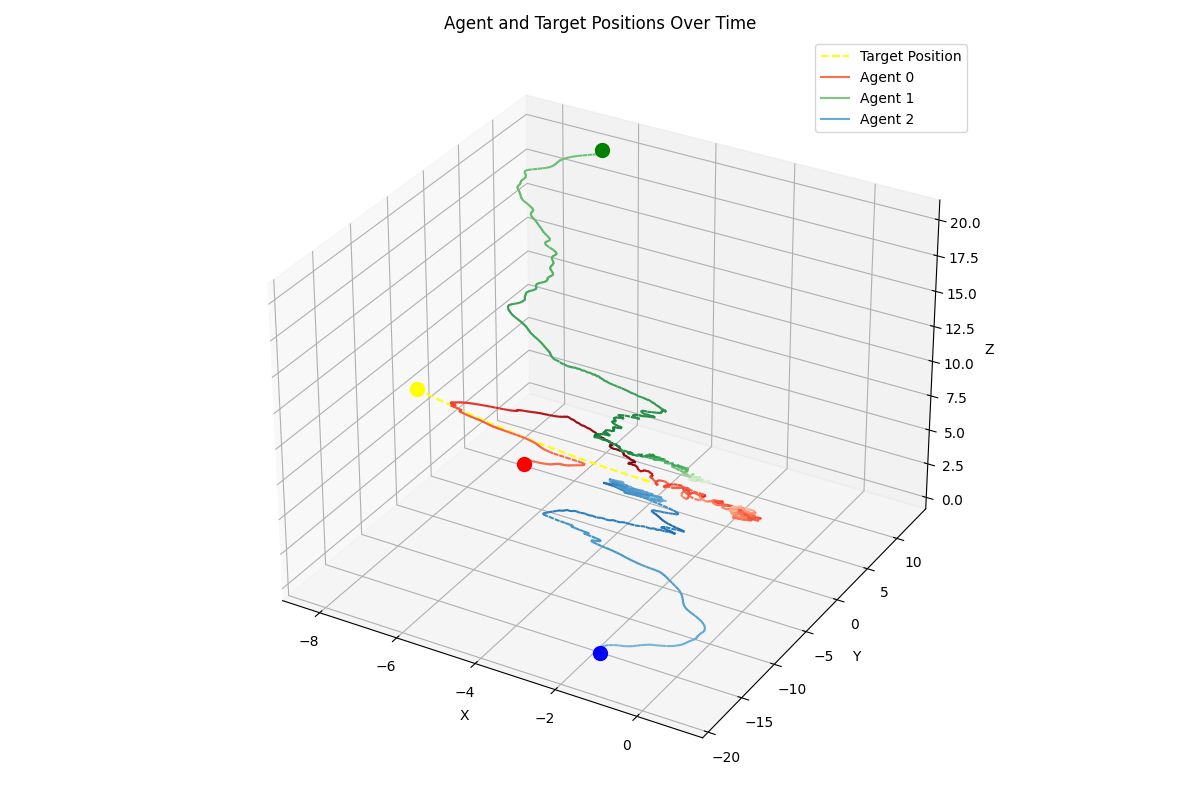 Agent and Target Positions Over Time
Target Position
Agent 0
Agent 1
Agent 2
20.0
17.5
15.0
12.5
10.0
7.5
5.0
2.5
0.0
Z
10
5
0
−5
−10
−15
−20
Y
−8
−6
−4
−2
0
X